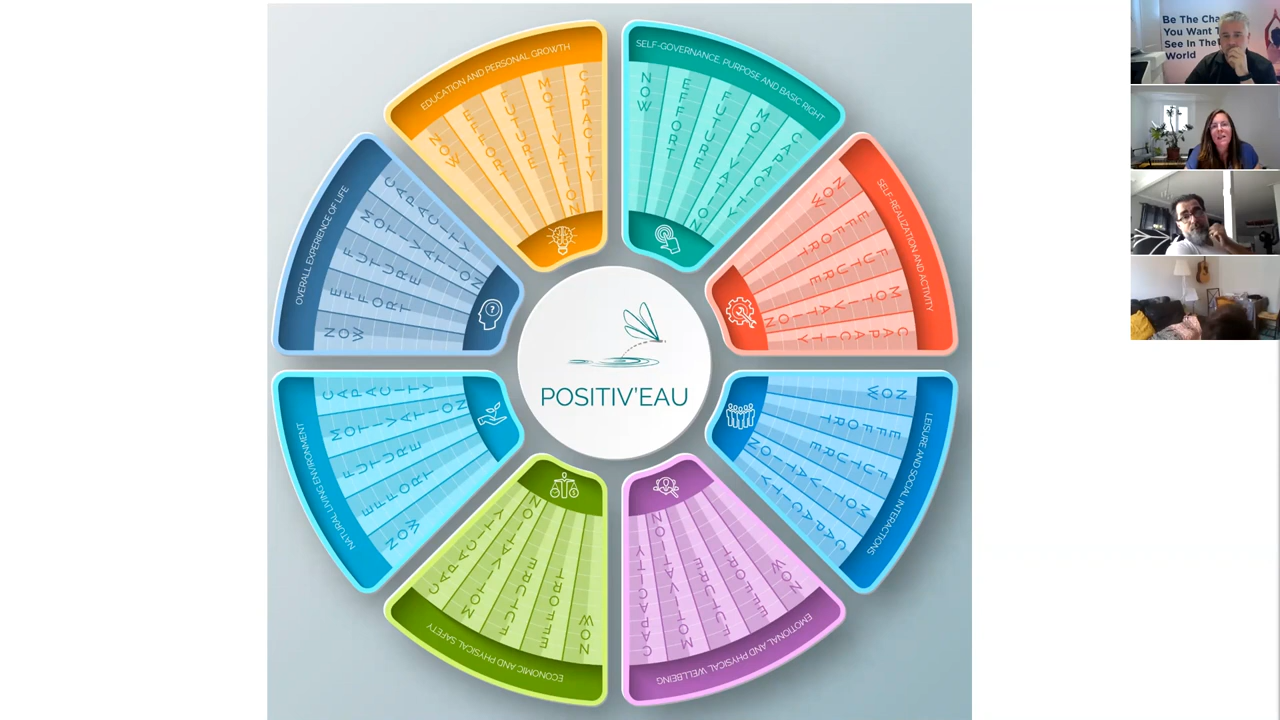 EDUCATION AND PERSONAL GROWTH
NOW
EFFORT
FUTURE
MOTIVATION
CAPACITY
SELF-GOVERNANCE, PURPOSE AND BASIC RIGHT
NOW
EFFORT
FUTURE
MOTIVATION
CAPACITY
SELF-REALIZATION AND ACTIVITY
NOW
EFFORT
FUTURE
MOTIVATION
CAPACITY
LEISURE AND SOCIAL INTERACTIONS
NOW
EFFORT
FUTURE
MOTIVATION
CAPACITY
EMOTIONAL AND PHYSICAL WELLBEING
NOW
EFFORT
FUTURE
MOTIVATION
CAPACITY
ECONOMIC AND PHYSICAL SAFETY
NOW
EFFORT
FUTURE
MOTIVATION
CAPACITY
NATURAL LIVING ENVIRONMENT
NOW
EFFORT
FUTURE
MOTIVATION
CAPACITY
OVERALL EXPERIENCE OF LIFE
NOW
EFFORT
FUTURE
MOTIVATION
CAPACITY
POSITIV'EAU
Be The
You Want
See In
World